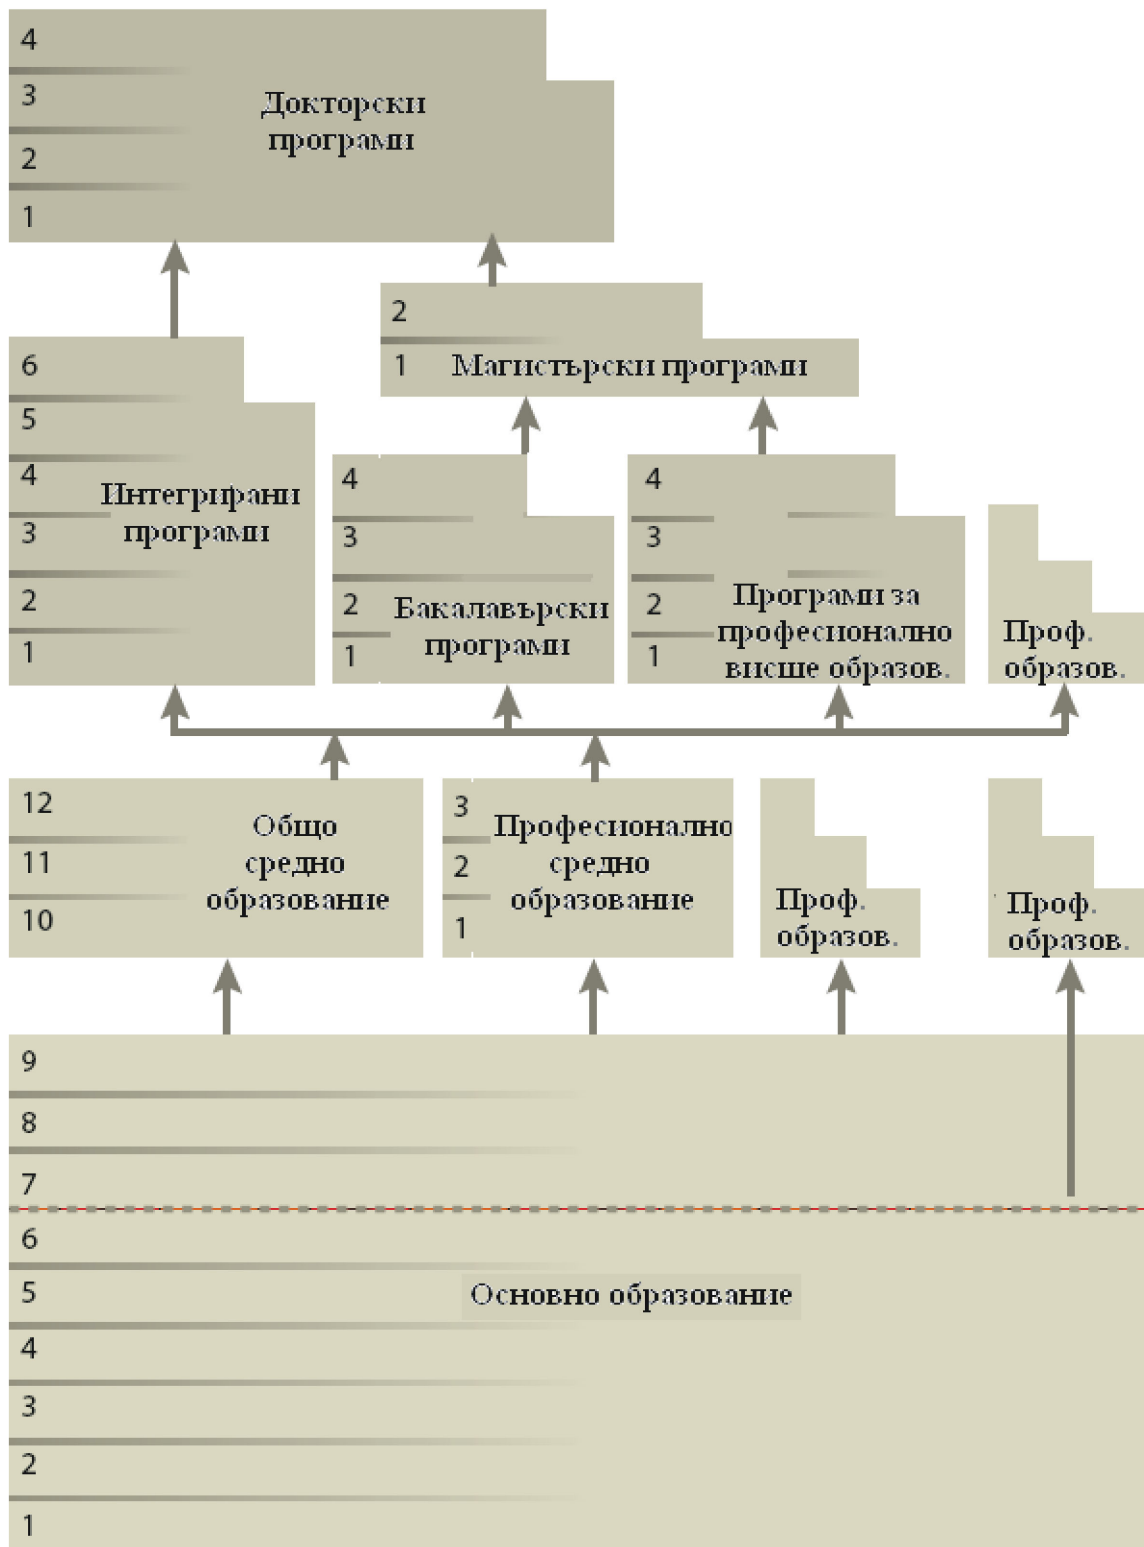 4
3
2
1
Докторски
програми
2
1
Магистърски програми
6
5
4
3
2
1
Интегрирани
програми
4
3
2
1
Бакалавърски
програми
4
3
2
1
Програми за
професионално
висше образов.
Проф.
образов.
12
11
10
Общо
средно
образование
3
2
1
Професионално
средно
образование
Проф.
образов.
Проф.
образов.
9
8
7
6
5
4
3
2
1
Основно образование